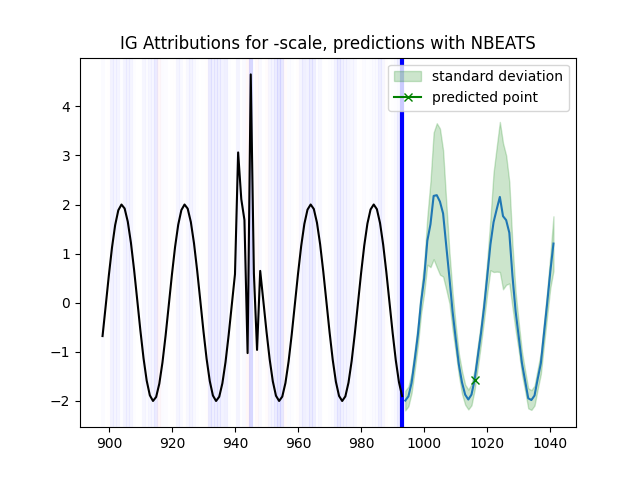 IG Attributions for -scale, predictions with NBEATS
standard deviation
predicted point
4
3
2
1
0
−1
−2
900 920 940 960 980 1000 1020 1040